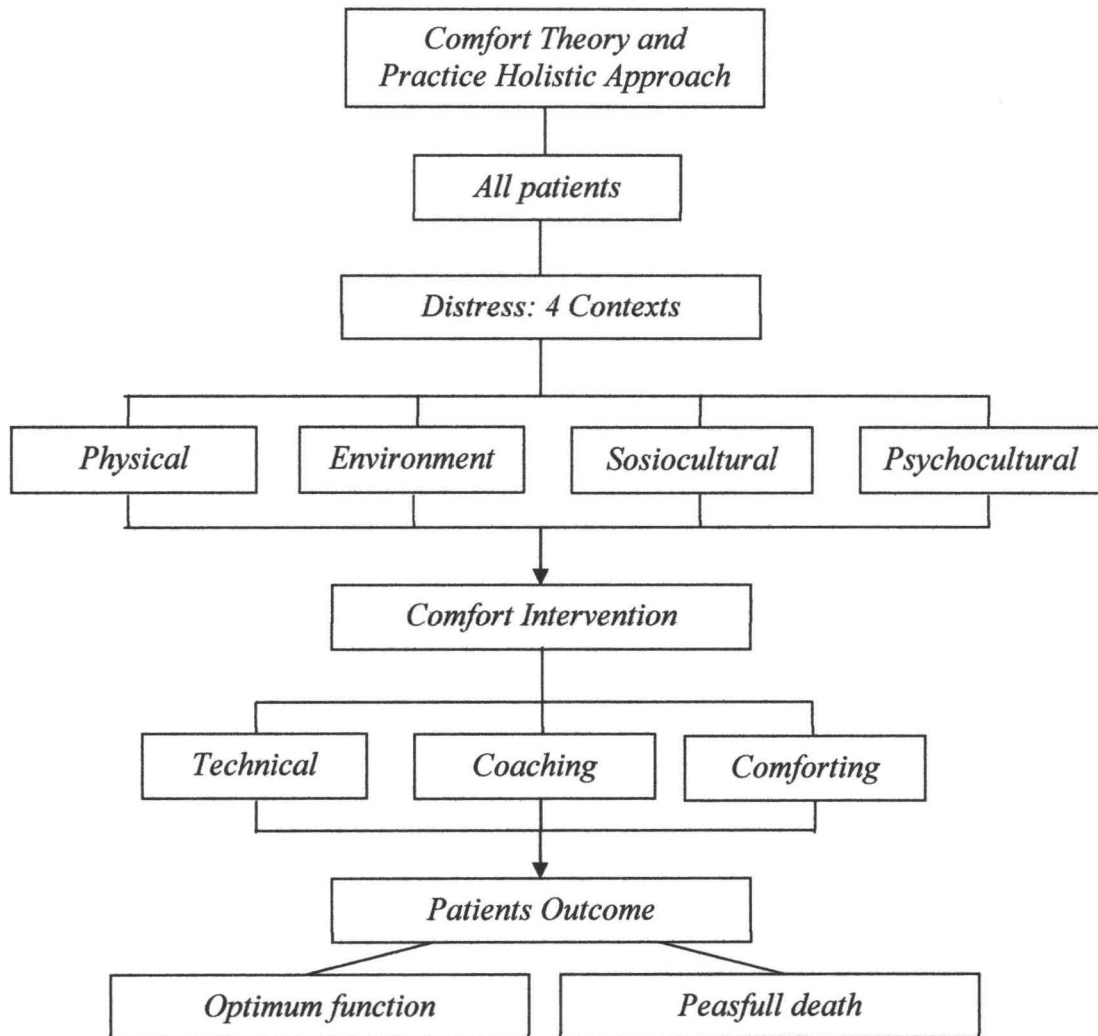 Comfort Theory and
Practice Holistic Approach
All patients
Distress: 4 Contexts
Physical
Environment
Sosiocultural
Psychocultural
Comfort Intervention
Technical
Coaching
Comforting
Patients Outcome
Optimum function
Peasfull death